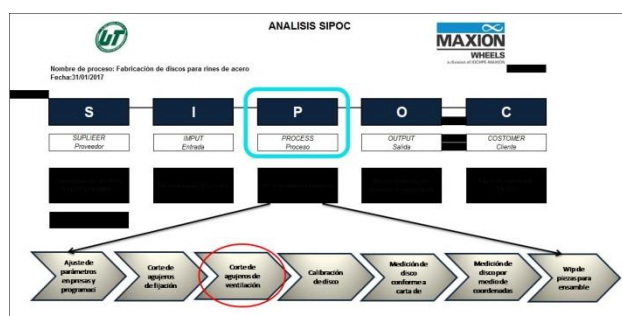 UT
ANALISIS SIPOC
MAXION
WHEELS
a division of IOCHPE-MAXION
Nombre de proceso: Fabricación de discos para rines de acero
Fecha:31/01/2017
S I P O C
SUPLIEER IMPUT PROCESS OUTPUT COSTOMER
Proveedor Entrada Proceso Salida Cliente
Ajuste de
parámetros
en presas y
programaci
Corte de
agujeros
de fijación
Corte de
agujeros de
ventilación
Calibración
de disco
Medición de
disco
conforme a
carta de
Medición de
disco por
medio de
coordenadas
Wip de
piezas para
ensamble